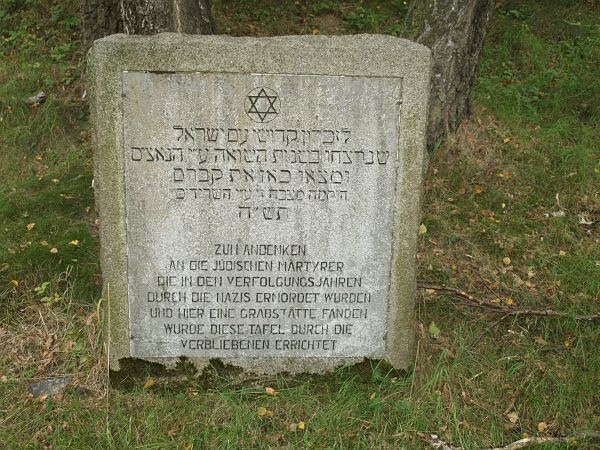 לזכרון קדושי עם ישראל
שנרצחו בשנות השואה ע״י הנאצים
ומצאו כאן את קברם
הוקמה מצבה זו ע״י השרידים
תש״ה
ZUM ANDENKEN
AN DIE JÜDISCHEN MÄRTYRER
DIE IN DEN VERFOLGUNGSJAHREN
DURCH DIE NAZIS ERMORDET WURDEN
UND HIER EINE GRABSTÄTTE FANDEN
WURDE DIESE TAFEL DURCH DIE
VERBLIEBENEN ERRICHTET